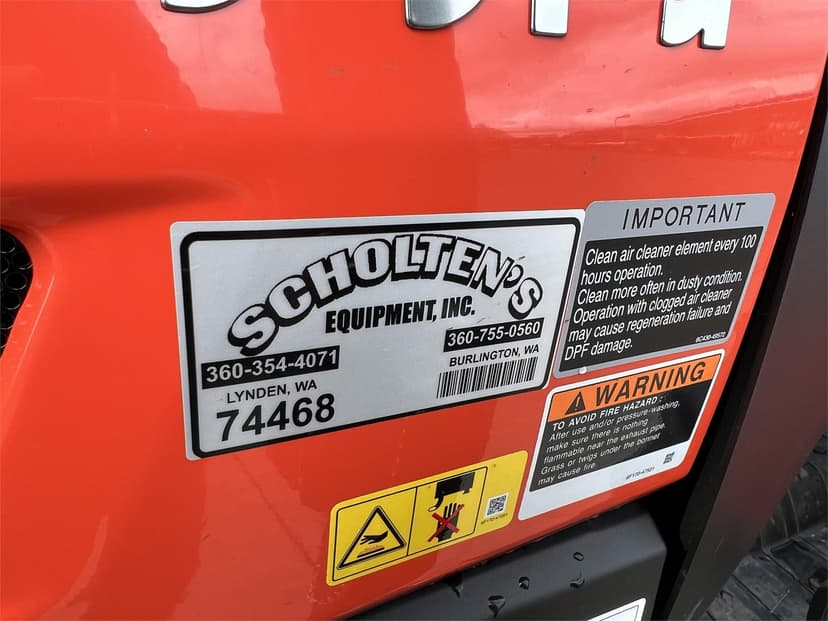 SCHOLTEN'S
EQUIPMENT, INC.
360-354-4071
360-755-0560
LYNDEN, WA
BURLINGTON, WA
74468
IMPORTANT
Clean air cleaner element every 100
hours operation.
Clean more often in dusty condition.
Operation with clogged air cleaner
may cause regeneration failure and
DPF damage.
WARNING
TO AVOID FIRE HAZARD :
After use and/or pressure-washing,
make sure there is nothing
flammable near the exhaust pipe.
Grass or twigs under the bonnet
may cause fire.